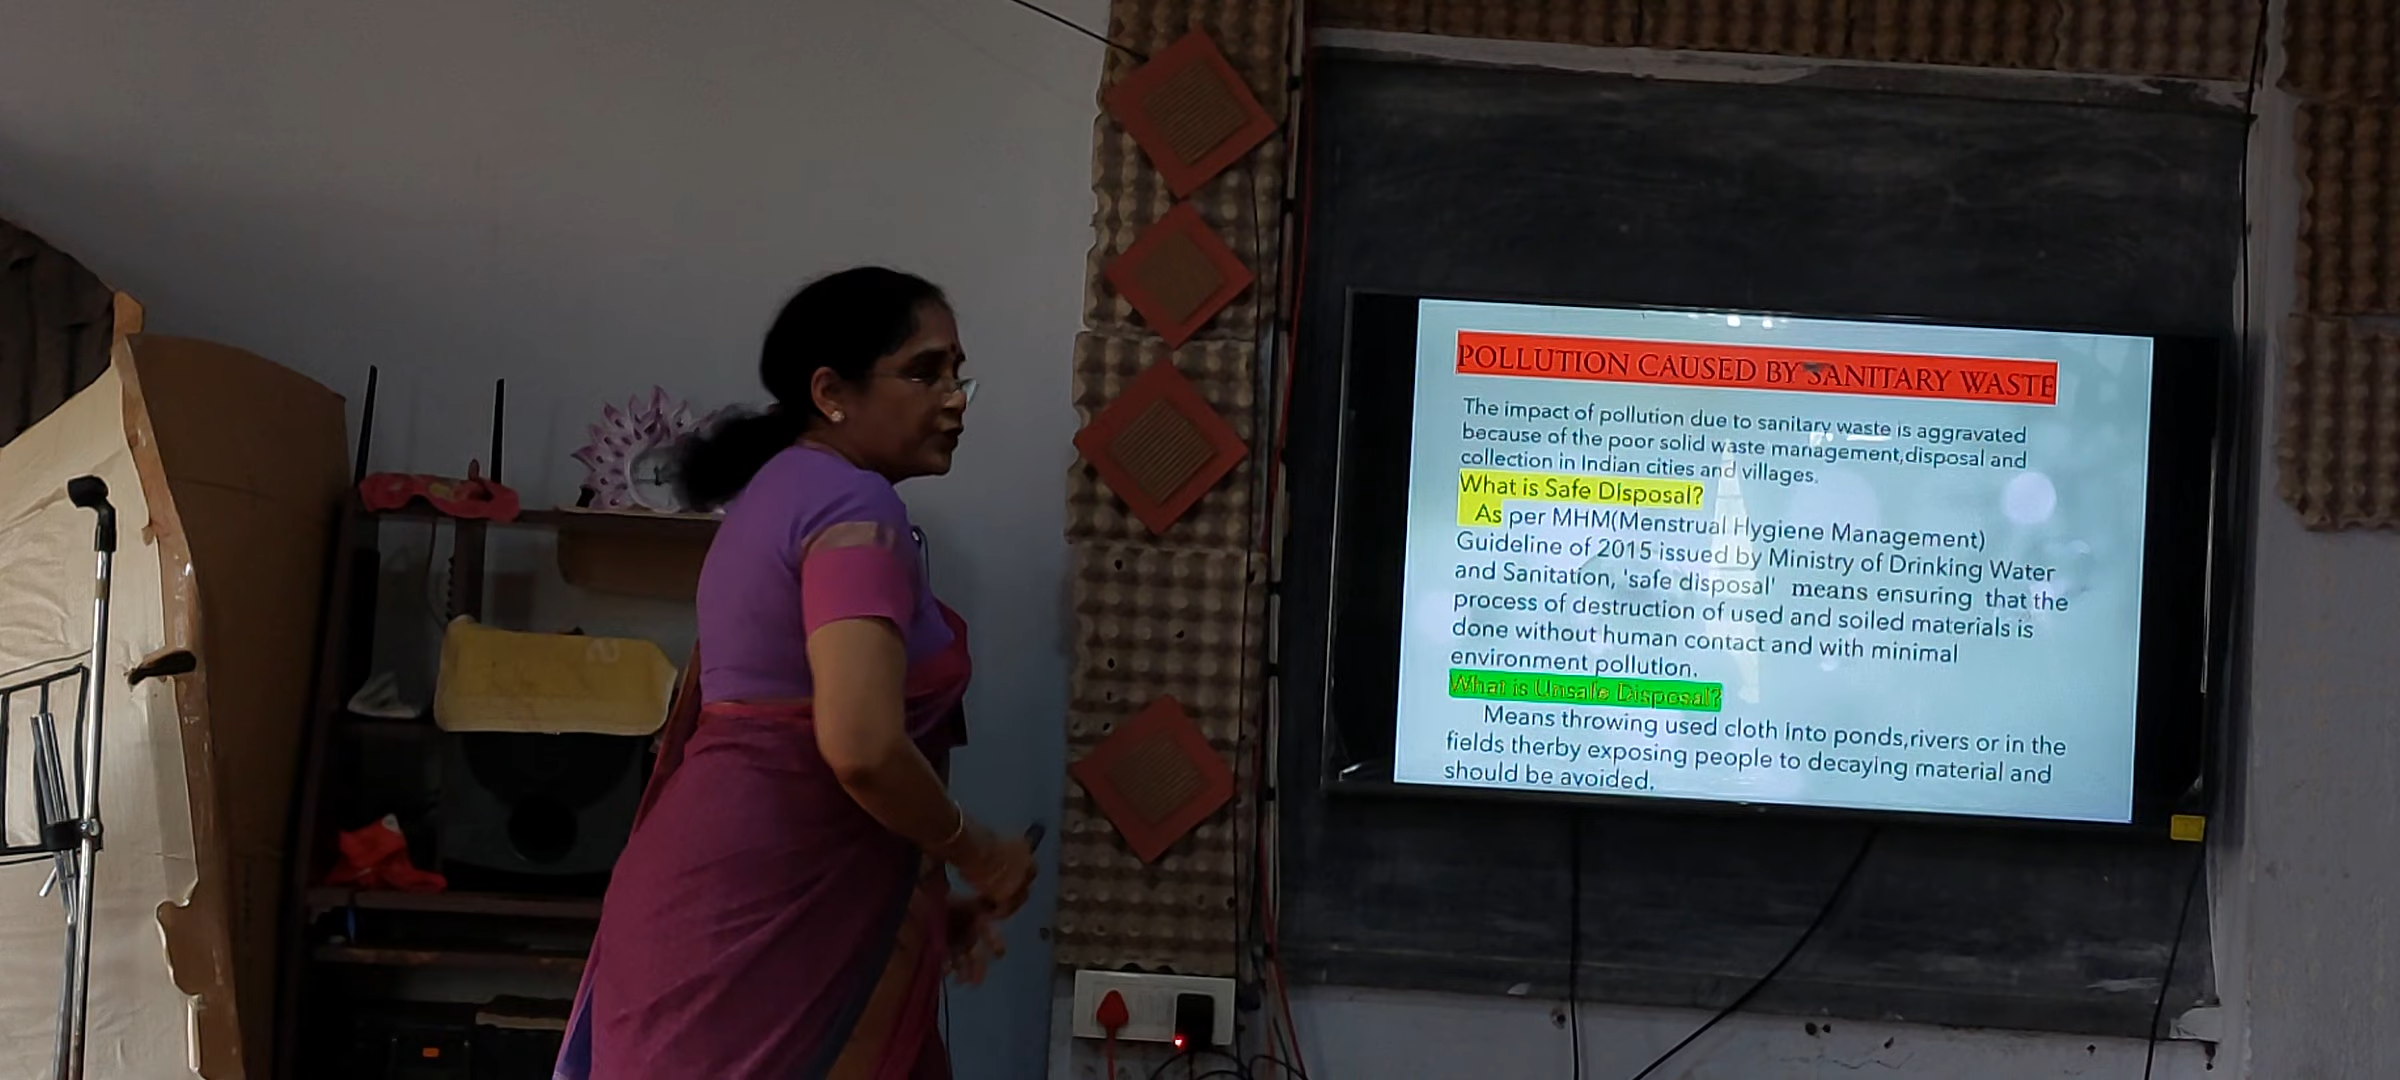 POLLUTION CAUSED BY SANITARY WASTE
The impact of pollution due to sanitary waste is aggravated
because of the poor solid waste management,disposal and
collection in Indian cities and villages.
What is Safe DIsposal?
As per MHM(Menstrual Hygiene Management)
Guideline of 2015 issued by Ministry of Drinking Water
and Sanitation, 'safe disposal' means ensuring that the
process of destruction of used and soiled materials is
done without human contact and with minimal
environment pollution.
What is Unsafe Disposal?
Means throwing used cloth into ponds,rivers or in the
fields therby exposing people to decaying material and
should be avoided.